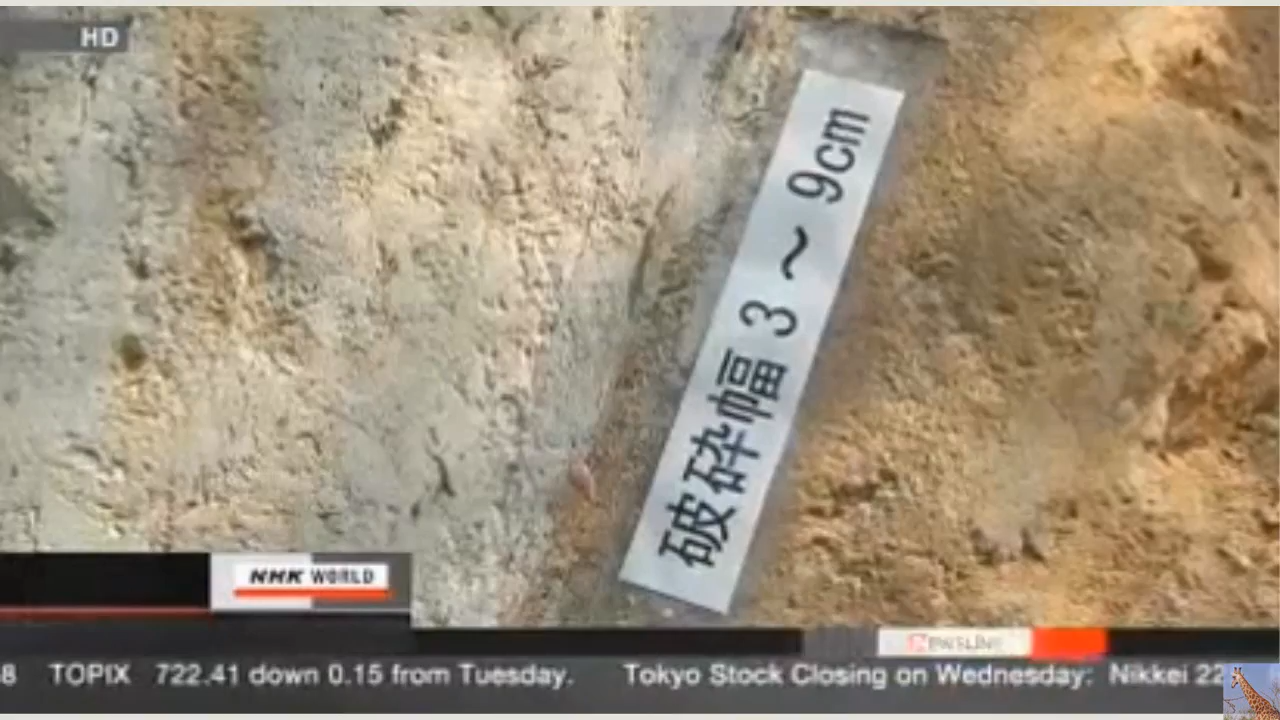 HD
破砕幅 3 ～ 9cm
NHK WORLD
NEWSLINE
8 TOPIX 722.41 down 0.15 from Tuesday. Tokyo Stock Closing on Wednesday: Nikkei 22